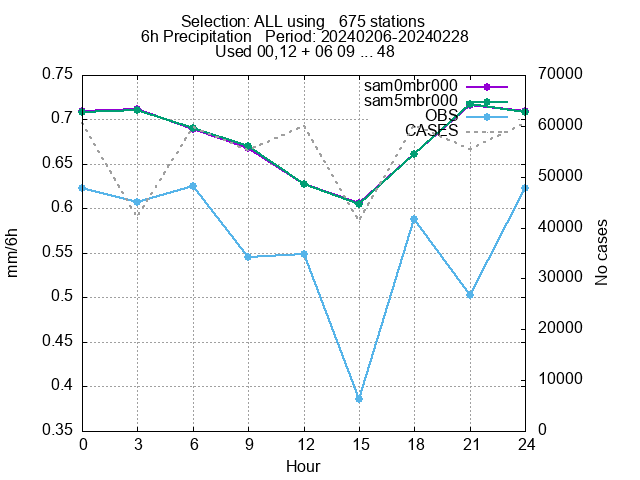 Selection: ALL using   675 stations
6h Precipitation   Period: 20240206-20240228
Used 00,12 + 06 09 ... 48
sam0mbr000
sam5mbr000
OBS
CASES
0.75
0.7
0.65
0.6
0.55
0.5
0.45
0.4
0.35
mm/6h
70000
60000
50000
40000
30000
20000
10000
0
No cases
0 3 6 9 12 15 18 21 24
Hour